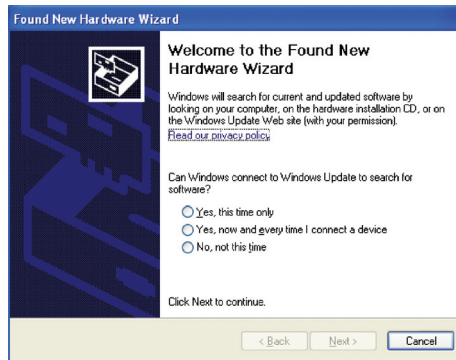 Found New Hardware Wizard
Welcome to the Found New
Hardware Wizard
Windows will search for current and updated software by
looking on your computer, on the hardware installation CD, or on
the Windows Update Web site (with your permission).
Read our privacy policy
Can Windows connect to Windows Update to search for
software?
Yes, this time only
Yes, now and every time I connect a device
No, not this time
Click Next to continue.
< Back Next > Cancel